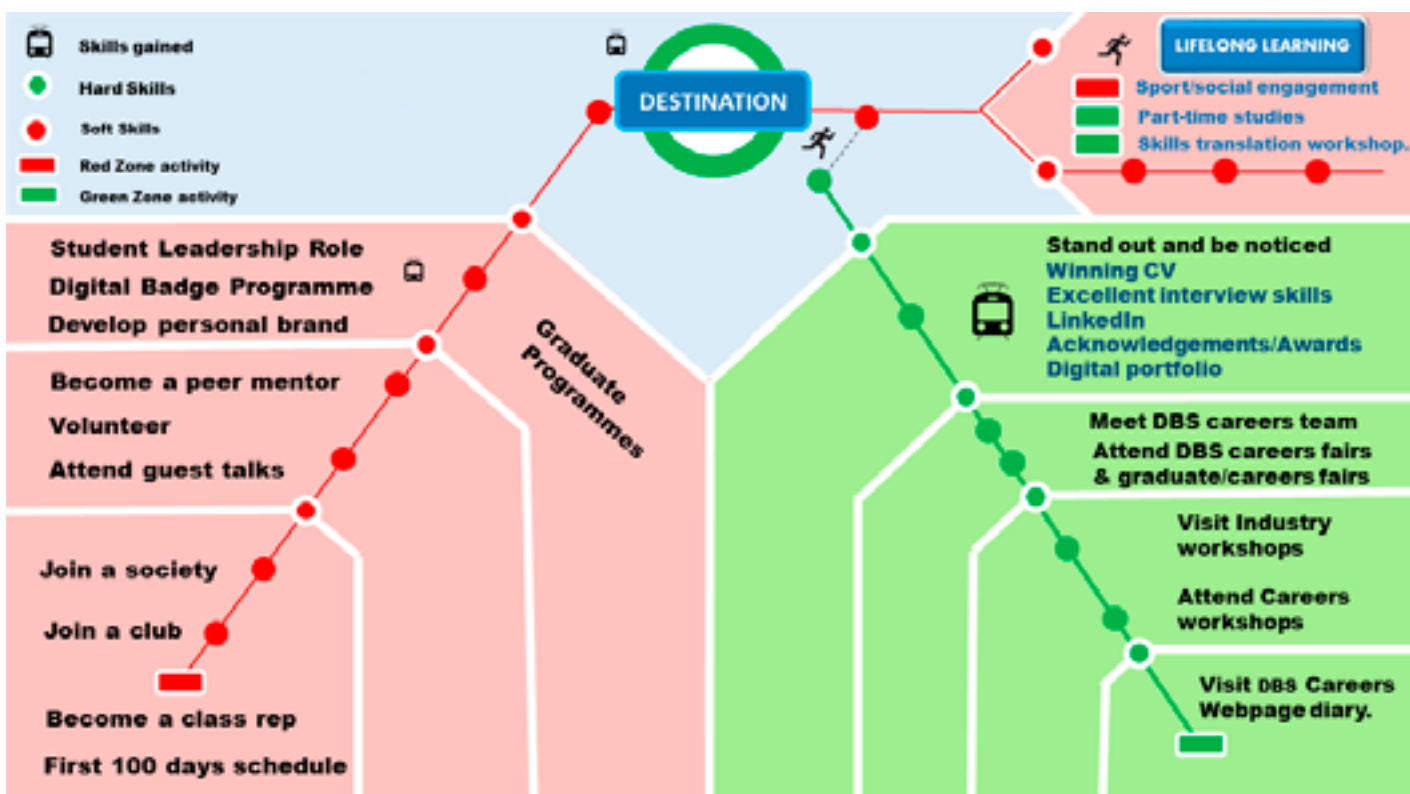 Skills gained
Hard Skills
Soft Skills
Red Zone activity
Green Zone activity
DESTINATION
LIFELONG LEARNING
Sport/social engagement
Part-time studies
Skills translation workshop.
Student Leadership Role
Digital Badge Programme
Develop personal brand
Become a peer mentor
Volunteer
Attend guest talks
Join a society
Join a club
Become a class rep
First 100 days schedule
Graduate
Programmes
Stand out and be noticed
Winning CV
Excellent interview skills
LinkedIn
Acknowledgements/Awards
Digital portfolio
Meet DBS careers team
Attend DBS careers fairs
& graduate/careers fairs
Visit Industry
workshops
Attend Careers
workshops
Visit DBS Careers
Webpage diary.